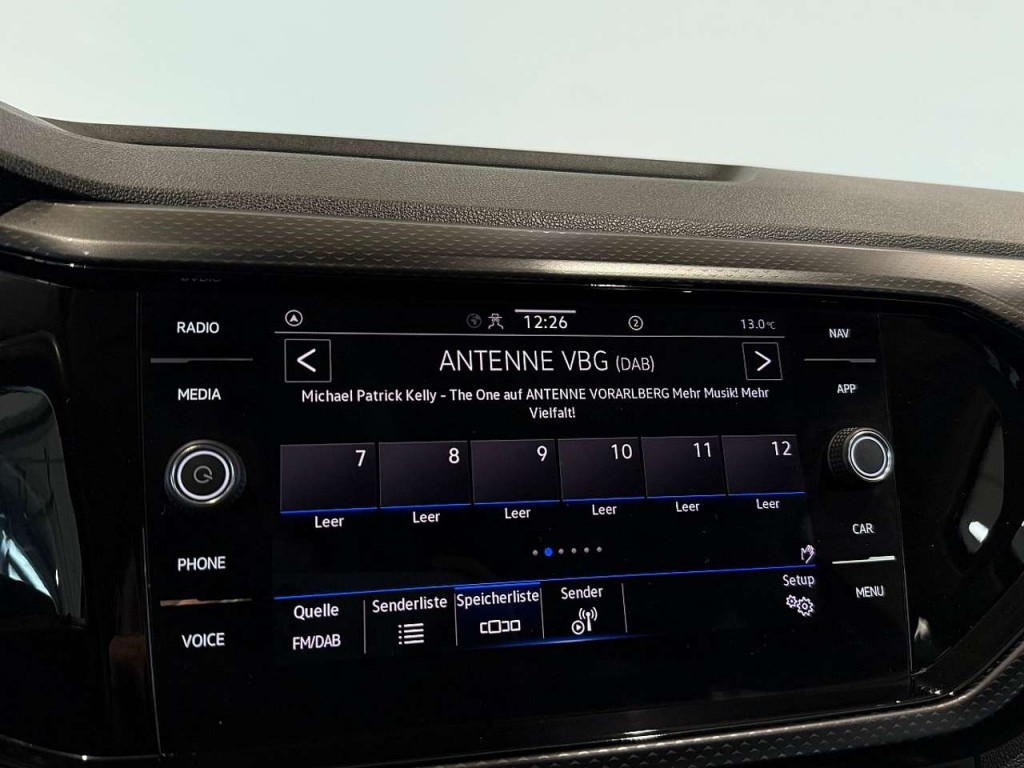 RADIO
MEDIA
PHONE
VOICE
12:26
2
13.0°C
ANTENNE VBG (DAB)
Michael Patrick Kelly - The One auf ANTENNE VORARLBERG Mehr Musik! Mehr
Vielfalt!
7 8 9 10 11 12
Leer Leer Leer Leer Leer Leer
Quelle
FM/DAB
Senderliste
Speicherliste
Sender
Setup
NAV
APP
CAR
MENU